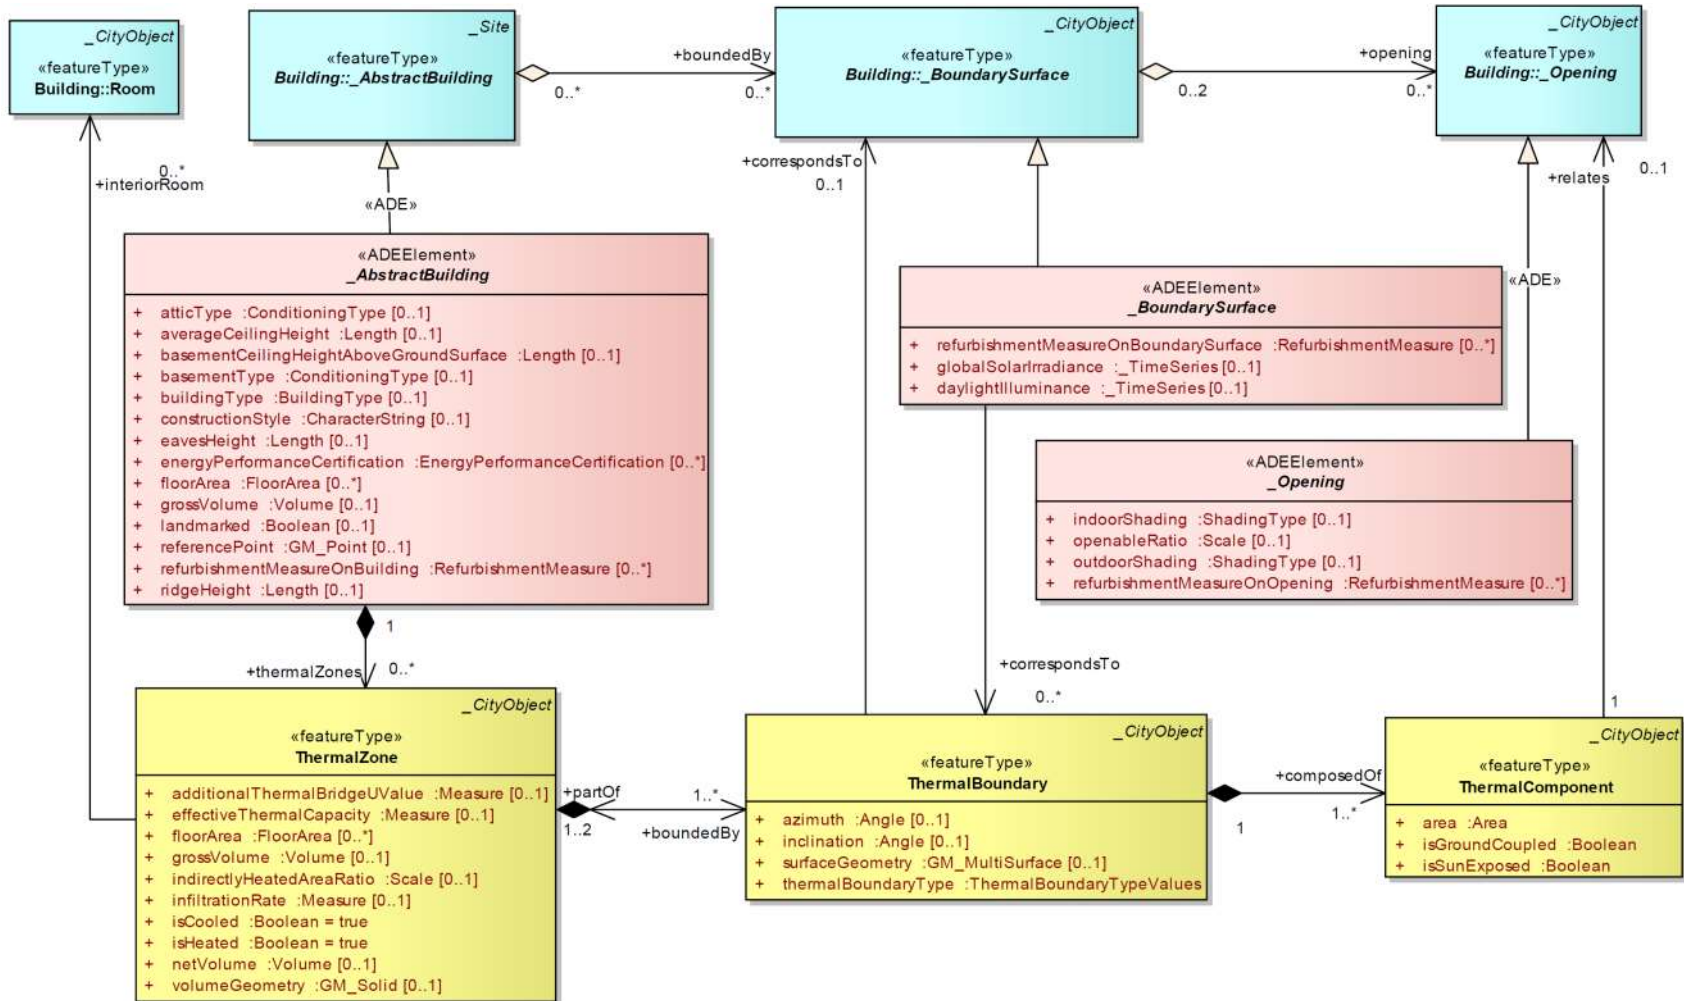 _CityObject
«featureType»
Building::Room
_Site
«featureType»
Building::_AbstractBuilding
+boundedBy
0..*
0..*
_CityObject
«featureType»
Building::_BoundarySurface
+opening
0..2
0..*
_CityObject
«featureType»
Building::_Opening
0..*
+interiorRoom
«ADE»
+correspondsTo
0..1
+relates
0..1
«ADE»
«ADEElement»
_AbstractBuilding
+ atticType :ConditioningType [0..1]
+ averageCeilingHeight :Length [0..1]
+ basementCeilingHeightAboveGroundSurface :Length [0..1]
+ basementType :ConditioningType [0..1]
+ buildingType :BuildingType [0..1]
+ constructionStyle :CharacterString [0..1]
+ eavesHeight :Length [0..1]
+ energyPerformanceCertification :EnergyPerformanceCertification [0..*]
+ floorArea :FloorArea [0..*]
+ grossVolume :Volume [0..1]
+ landmarked :Boolean [0..1]
+ referencePoint :GM_Point [0..1]
+ refurbishmentMeasureOnBuilding :RefurbishmentMeasure [0..*]
+ ridgeHeight :Length [0..1]
«ADEElement»
_BoundarySurface
+ refurbishmentMeasureOnBoundarySurface :RefurbishmentMeasure [0..*]
+ globalSolarIrradiance :_TimeSeries [0..1]
+ daylightIlluminance :_TimeSeries [0..1]
«ADEElement»
_Opening
+ indoorShading :ShadingType [0..1]
+ openableRatio :Scale [0..1]
+ outdoorShading :ShadingType [0..1]
+ refurbishmentMeasureOnOpening :RefurbishmentMeasure [0..*]
1
+thermalZones
0..*
+correspondsTo
0..*
1
_CityObject
«featureType»
ThermalZone
+ additionalThermalBridgeUValue :Measure [0..1]
+ effectiveThermalCapacity :Measure [0..1]
+ floorArea :FloorArea [0..*]
+ grossVolume :Volume [0..1]
+ indirectlyHeatedAreaRatio :Scale [0..1]
+ infiltrationRate :Measure [0..1]
+ isCooled :Boolean = true
+ isHeated :Boolean = true
+ netVolume :Volume [0..1]
+ volumeGeometry :GM_Solid [0..1]
+partOf
1..*
1..2
+boundedBy
_CityObject
«featureType»
ThermalBoundary
+ azimuth :Angle [0..1]
+ inclination :Angle [0..1]
+ surfaceGeometry :GM_MultiSurface [0..1]
+ thermalBoundaryType :ThermalBoundaryTypeValues
+composedOf
1
1..*
_CityObject
«featureType»
ThermalComponent
+ area :Area
+ isGroundCoupled :Boolean
+ isSunExposed :Boolean